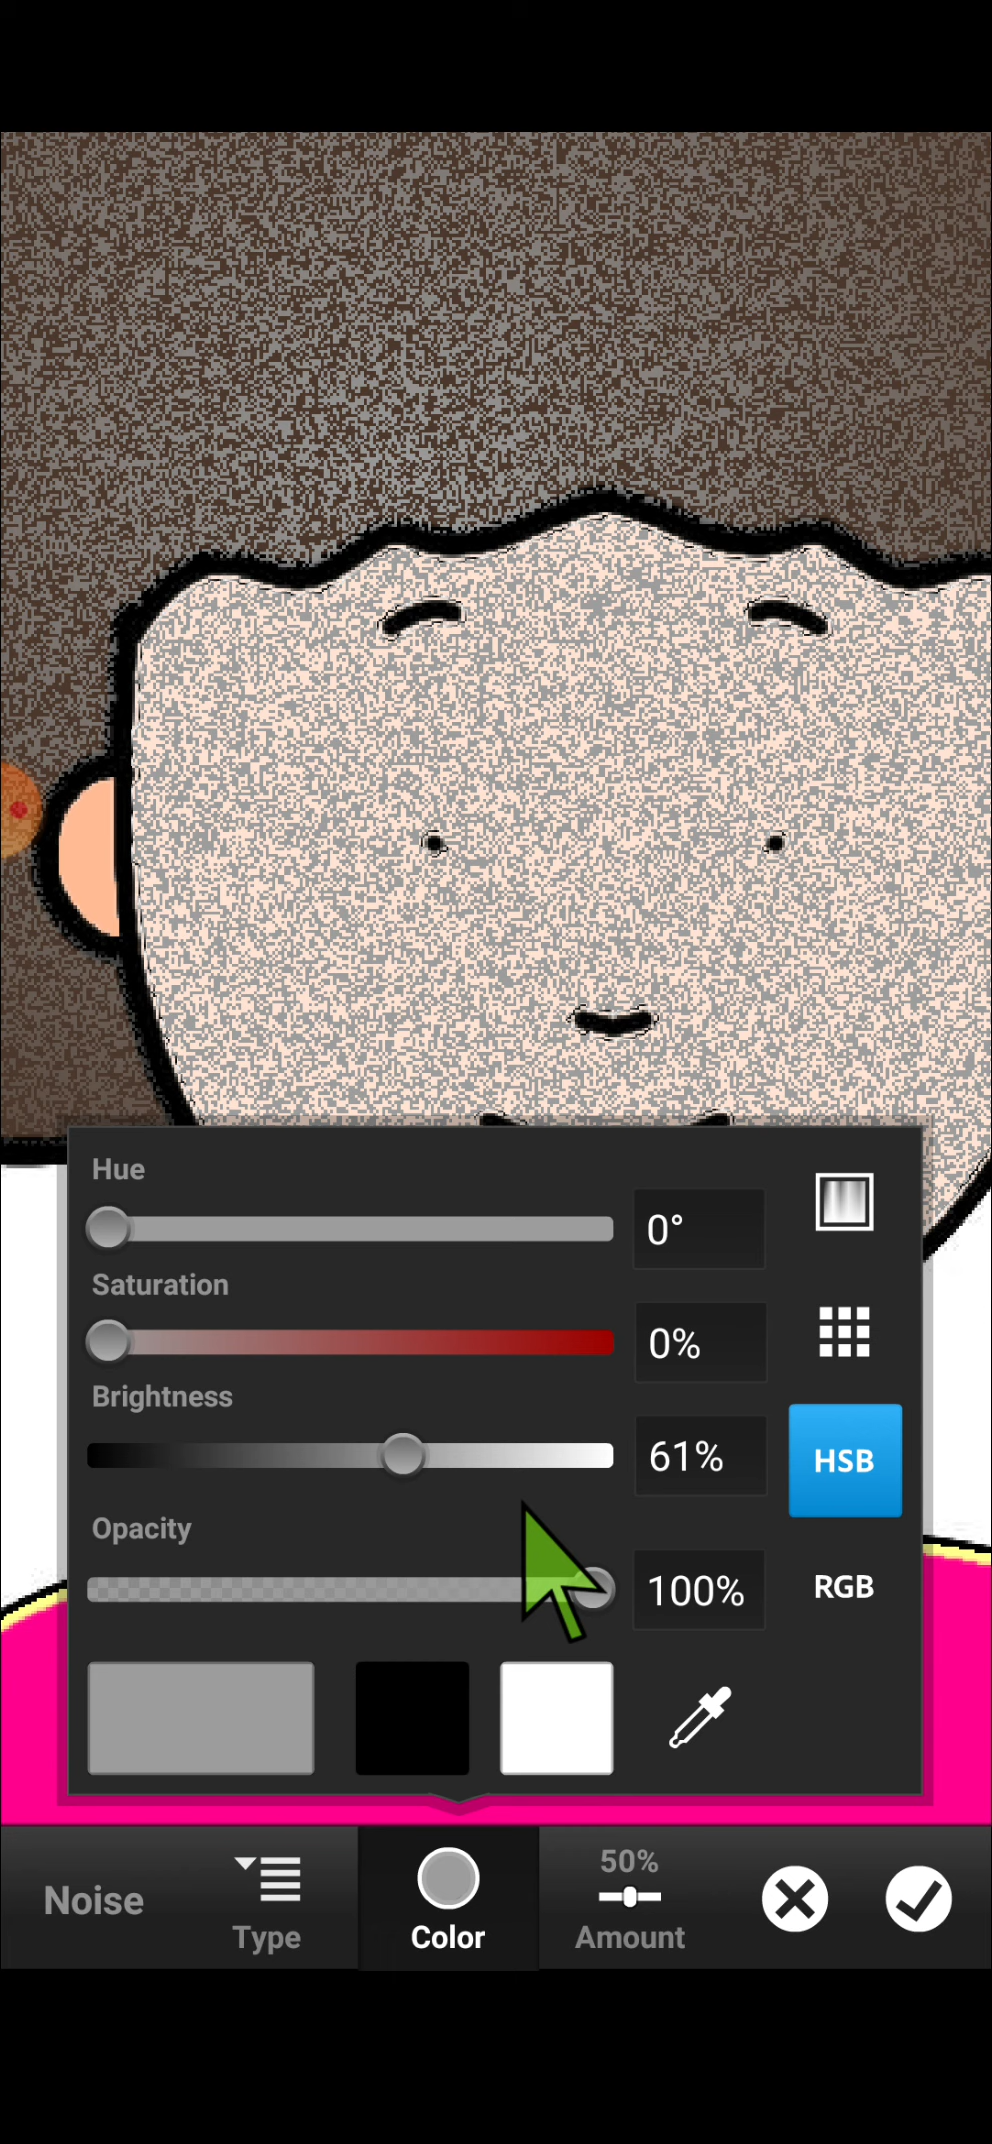 Hue
0°
Saturation
0%
Brightness
61%
HSB
Opacity
100%
RGB
Noise
Type
Color
50%
Amount